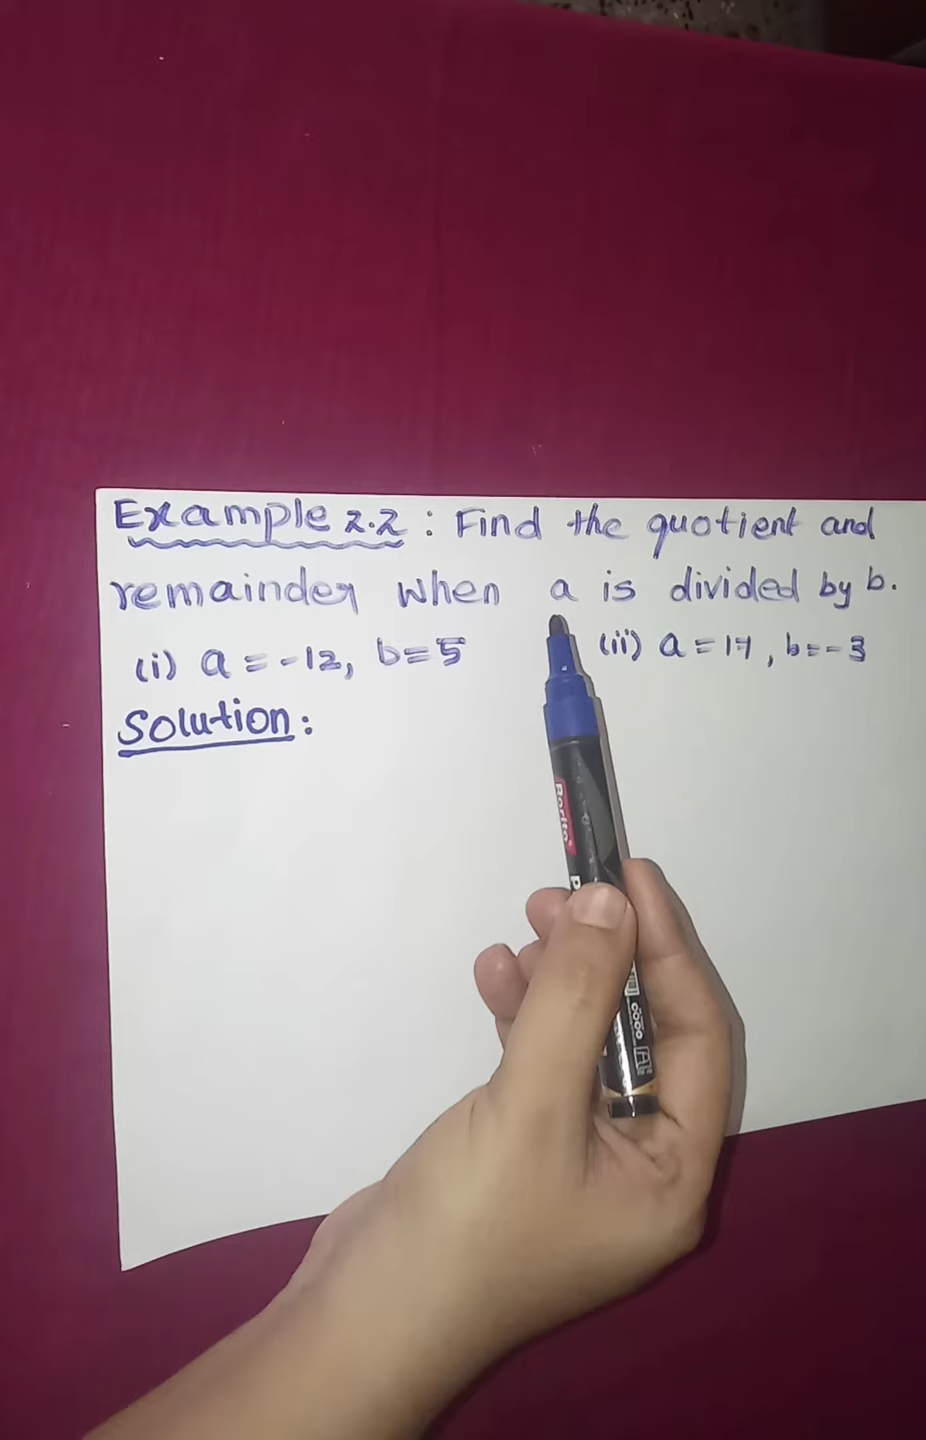 Example 2.2 : Find the quotient and
remainder when a is divided by b.
(i) a = -12, b = 5 (ii) a = 17, b = -3
Solution :